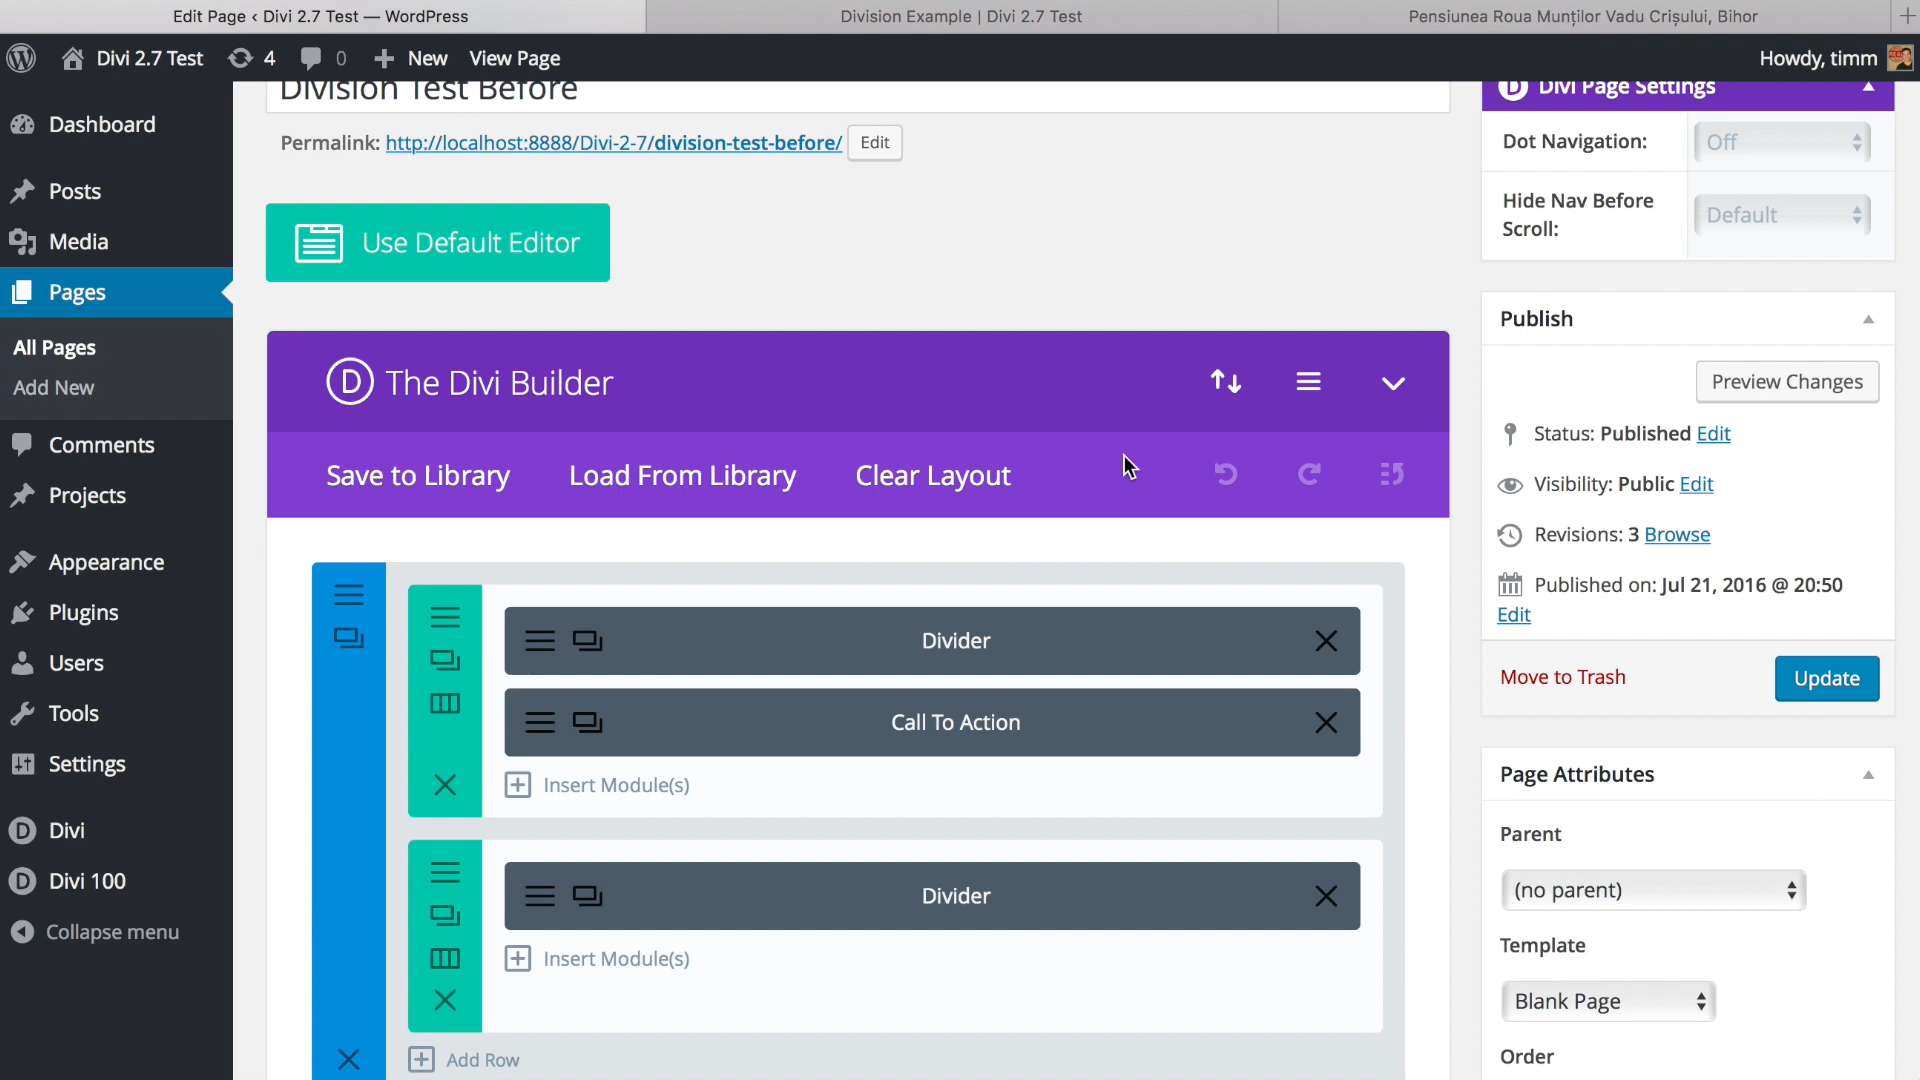 Edit Page ‹ Divi 2.7 Test — WordPress
Division Example | Divi 2.7 Test
Pensiunea Roua Munților Vadu Crișului, Bihor
Divi 2.7 Test
4
0
New
View Page
Howdy, timm
Dashboard
Posts
Media
Pages
All Pages
Add New
Comments
Projects
Appearance
Plugins
Users
Tools
Settings
Divi
Divi 100
Collapse menu
Division Test Before
Permalink: http://localhost:8888/Divi-2-7/division-test-before/ Edit
Use Default Editor
The Divi Builder
Save to Library
Load From Library
Clear Layout
Divider
Call To Action
Insert Module(s)
Divider
Insert Module(s)
Add Row
Divi Page Settings
Dot Navigation:
Off
Hide Nav Before
Scroll:
Default
Publish
Preview Changes
Status: Published Edit
Visibility: Public Edit
Revisions: 3 Browse
Published on: Jul 21, 2016 @ 20:50
Edit
Move to Trash
Update
Page Attributes
Parent
(no parent)
Template
Blank Page
Order